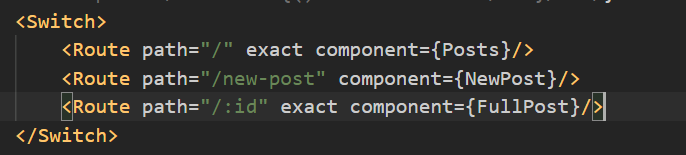 <Switch>
<Route path="/" exact component={Posts}/>
<Route path="/new-post" component={NewPost}/>
<Route path="/:id" exact component={FullPost}/>
</Switch>